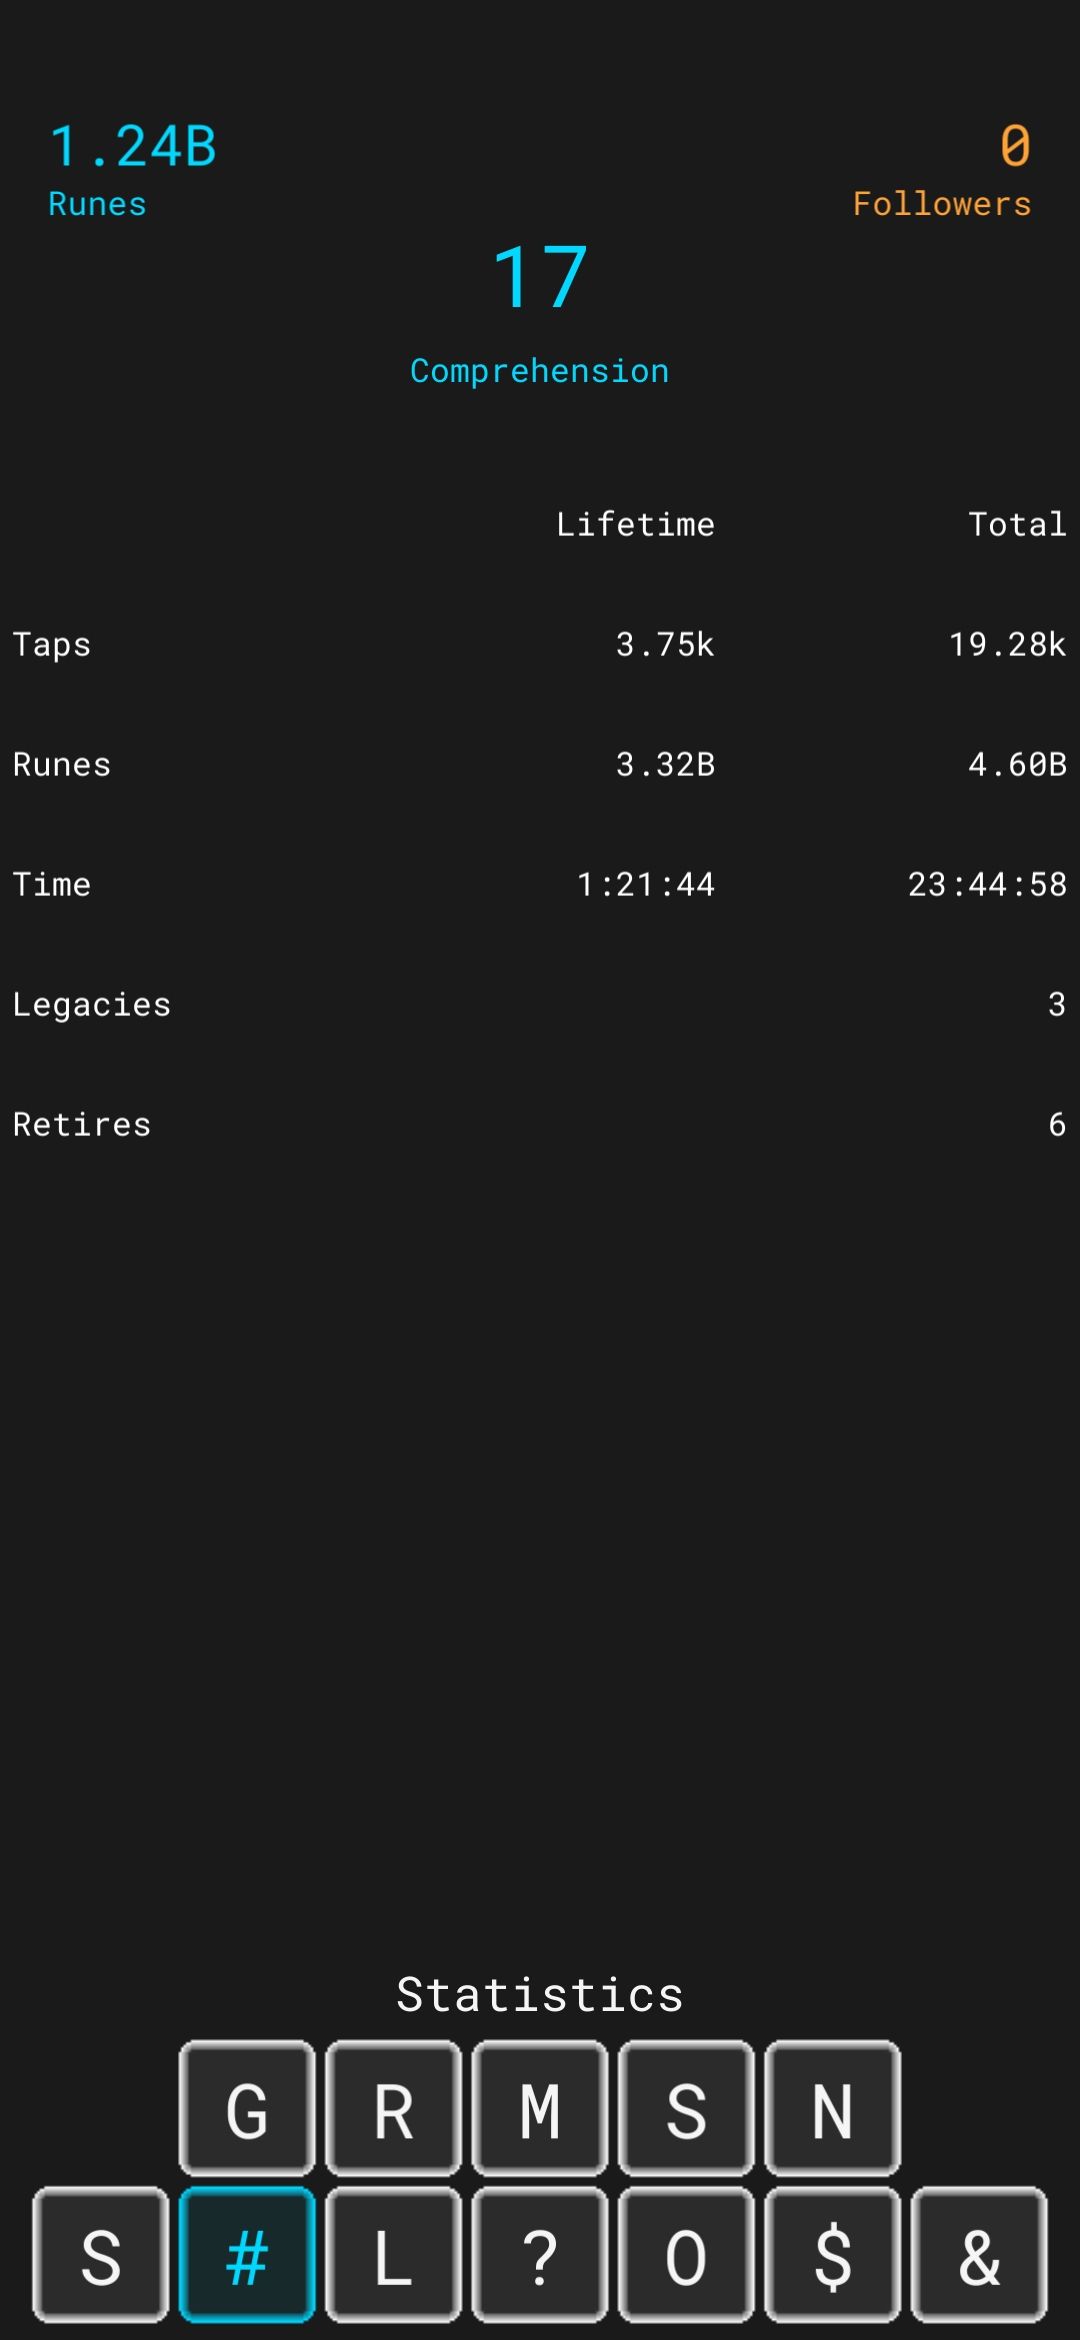 1.24B 0
Runes Followers
17
Comprehension
Lifetime Total
Taps 3.75k 19.28k
Runes 3.32B 4.60B
Time 1:21:44 23:44:58
Legacies 3
Retires 6
Statistics
G R M S N
S # L ? O $ &